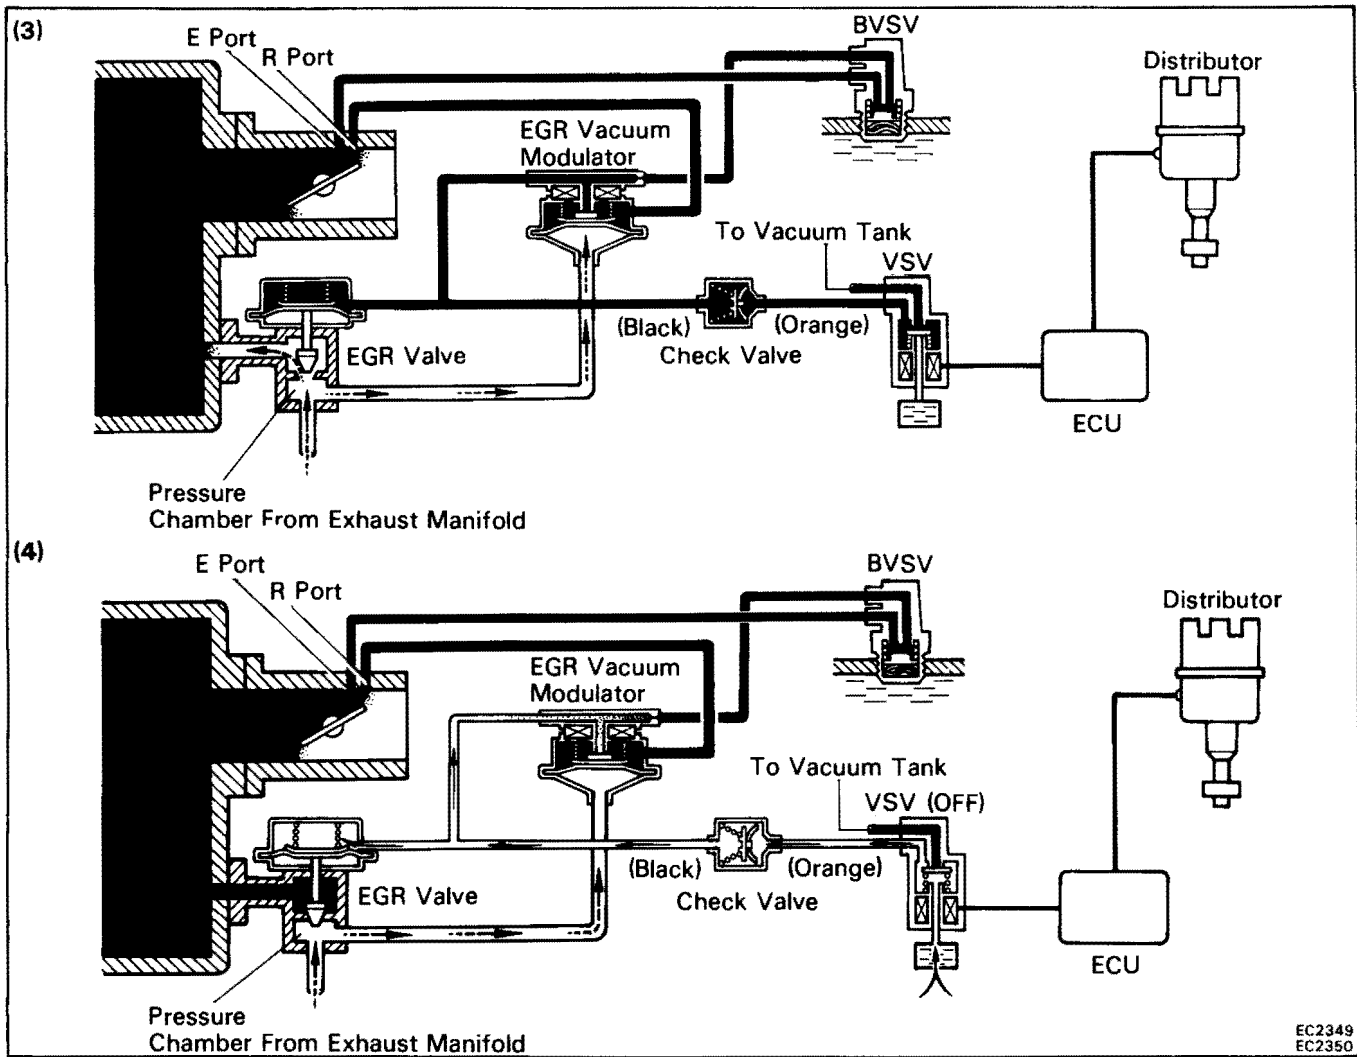 (3)
E Port
R Port
BVSV
Distributor
EGR Vacuum
Modulator
To Vacuum Tank
VSV
(Black)
(Orange)
Check Valve
EGR Valve
ECU
Pressure
Chamber From Exhaust Manifold
(4)
E Port
R Port
BVSV
Distributor
EGR Vacuum
Modulator
To Vacuum Tank
VSV (OFF)
(Black)
(Orange)
Check Valve
EGR Valve
ECU
Pressure
Chamber From Exhaust Manifold
EC2349
EC2350